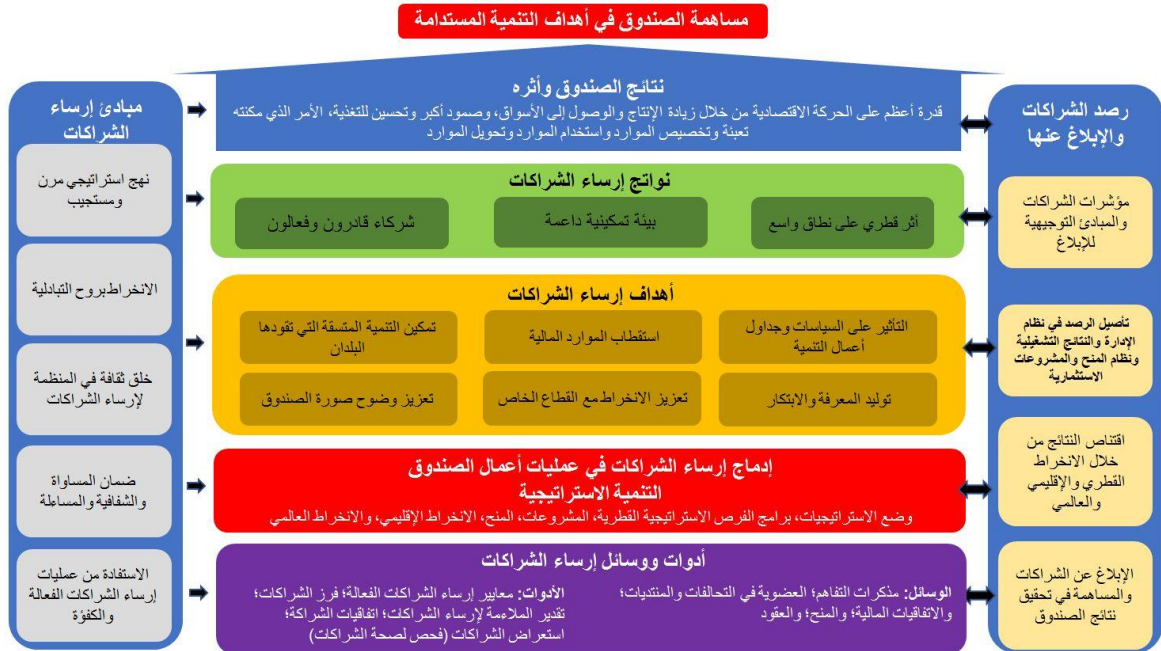 مساهمة الصندوق في أهداف التنمية المستدامة
رصد الشراكات
والإبلاغ عنها
مؤشرات الشراكات
والمبادئ التوجيهية
للإبلاغ
تأصيل الرصد في نظام
الإدارة والنتائج التشغيلية
ونظام المنح والمشروعات
الاستثمارية
اقتناص النتائج من
خلال الانخراط
القطري والإقليمي
والعالمي
الإبلاغ عن الشراكات
والمساهمة في تحقيق
نتائج الصندوق
نتائج الصندوق وأثره
قدرة أعظم على الحركة الاقتصادية من خلال زيادة الإنتاج والوصول إلى الأسواق، وصمود أكبر وتحسين للتغذية، الأمر الذي مكنته
تعبئة وتخصيص الموارد واستخدام الموارد وتحويل الموارد
نواتج إرساء الشراكات
أثر قطري على نطاق واسع
بيئة تمكينية داعمة
شركاء قادرون وفعالون
أهداف إرساء الشراكات
التأثير على السياسات وجداول
أعمال التنمية
استقطاب الموارد المالية
تمكين التنمية المتسقة التي تقودها
البلدان
توليد المعرفة والابتكار
تعزيز الانخراط مع القطاع الخاص
تعزيز وضوح صورة الصندوق
إدماج إرساء الشراكات في عمليات أعمال الصندوق
التنمية الاستراتيجية
وضع الاستراتيجيات، برامج الفرص الاستراتيجية القطرية، المشروعات، المنح، الانخراط الإقليمي، والانخراط العالمي
أدوات ووسائل إرساء الشراكات
الوسائل: مذكرات التفاهم؛ العضوية في التحالفات والمنتديات؛
والاتفاقيات المالية؛ والمنح؛ والعقود
الأدوات: معايير إرساء الشراكات الفعالة؛ فرز الشراكات؛
تقدير الملاءمة لإرساء الشراكات؛ اتفاقيات الشراكة؛
استعراض الشراكات (فحص لصحة الشراكات)
مبادئ إرساء
الشراكات
نهج استراتيجي مرن
ومستجيب
الانخراط بروح التبادلية
خلق ثقافة في المنظمة
لإرساء الشراكات
ضمان المساواة
والشفافية والمساءلة
الاستفادة من عمليات
إرساء الشراكات الفعالة
والكفؤة